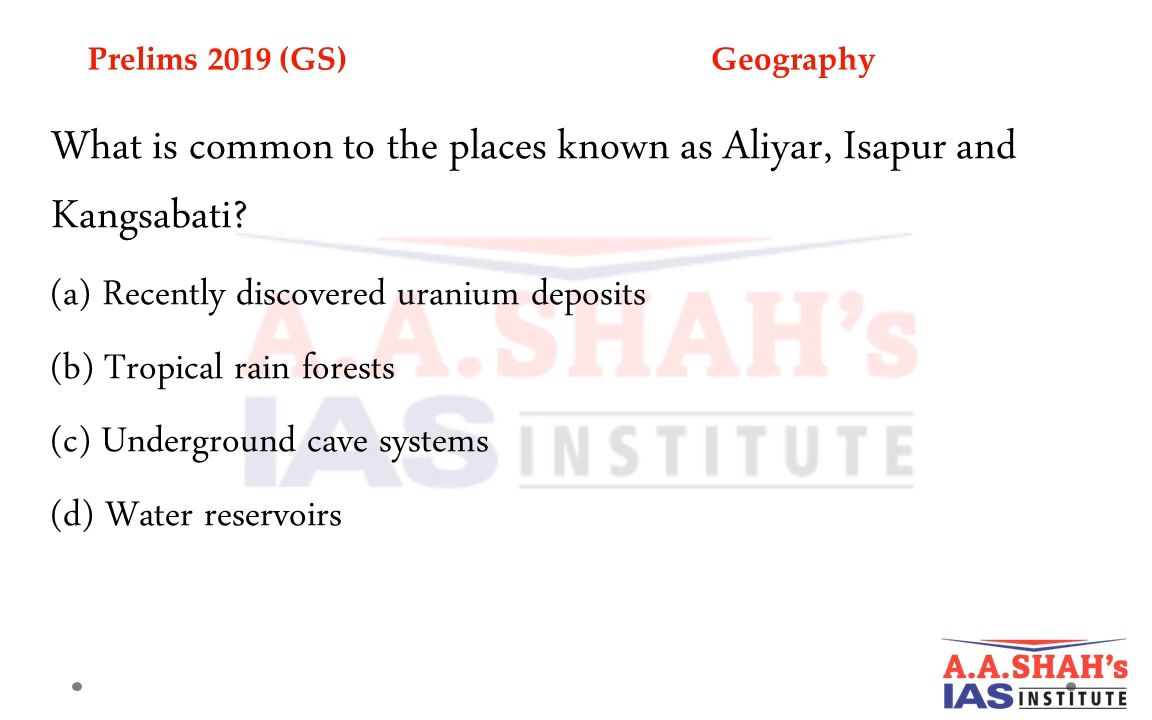 Prelims 2019 (GS) Geography
What is common to the places known as Aliyar, Isapur and
Kangsabati?
(a) Recently discovered uranium deposits
(b) Tropical rain forests
(c) Underground cave systems
(d) Water reservoirs
A.A.SHAH's
IAS INSTITUTE
A.A.SHAH's
IAS INSTITUTE